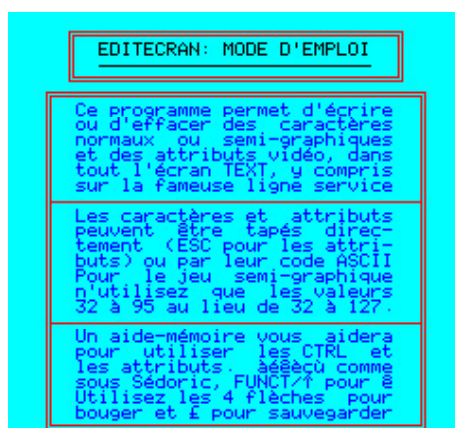 EDITECRAN: MODE D'EMPLOI
Ce programme permet d'écrire
ou d'effacer des caractères
normaux ou semi-graphiques
et des attributs vidéo, dans
tout l'écran TEXT, y compris
sur la fameuse ligne service
Les caractères et attributs
peuvent être tapés direc-
tement (ESC pour les attri-
buts) ou par leur code ASCII
Pour le jeu semi-graphique
n'utilisez que les valeurs
32 à 95 au lieu de 32 à 127.
Un aide-mémoire vous aidera
pour utiliser les CTRL et
les attributs. àéêèçù comme
sous Sédoric, FUNCT/↑ pour ê
Utilisez les 4 flèches pour
bouger et £ pour sauvegarder